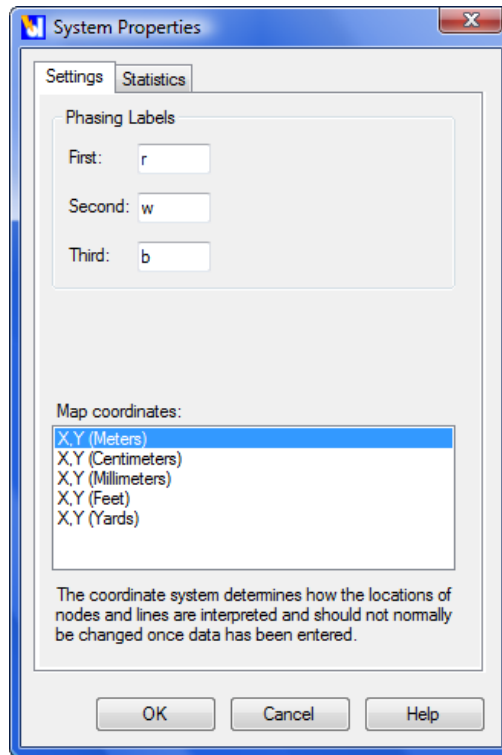 System Properties
Settings Statistics
Phasing Labels
First: r
Second: w
Third: b
Map coordinates:
X,Y (Meters)
X,Y (Centimeters)
X,Y (Millimeters)
X,Y (Feet)
X,Y (Yards)
The coordinate system determines how the locations of
nodes and lines are interpreted and should not normally
be changed once data has been entered.
OK Cancel Help